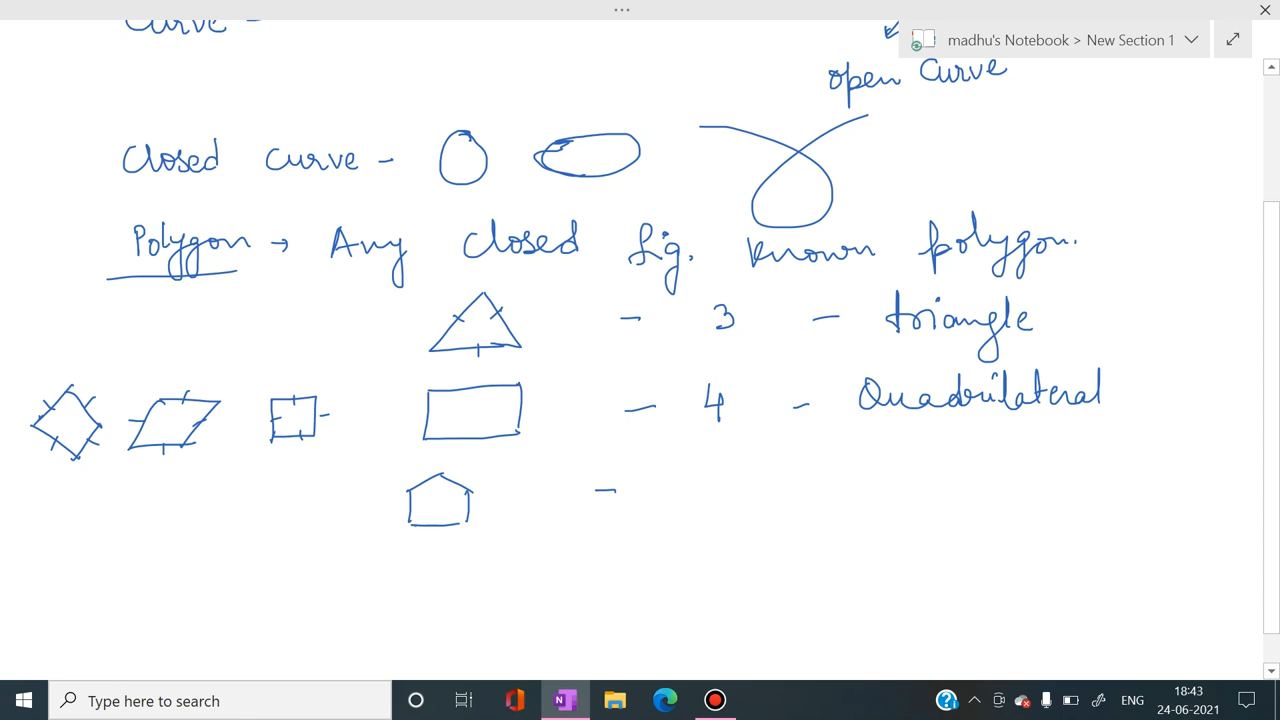 Curve -
madhu's Notebook > New Section 1
open Curve
Closed Curve -
Polygon → Any Closed fig. Known polygon.
- 3 - triangle
- 4 - Quadrilateral
-
Type here to search
ENG
18:43
24-06-2021